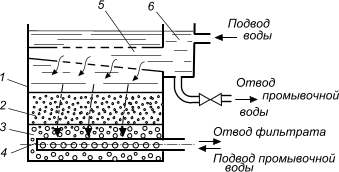 5
6
Подвод
воды
1
Отвод
промывочной
воды
2
3
Отвод фильтрата
4
Подвод промывочной
воды